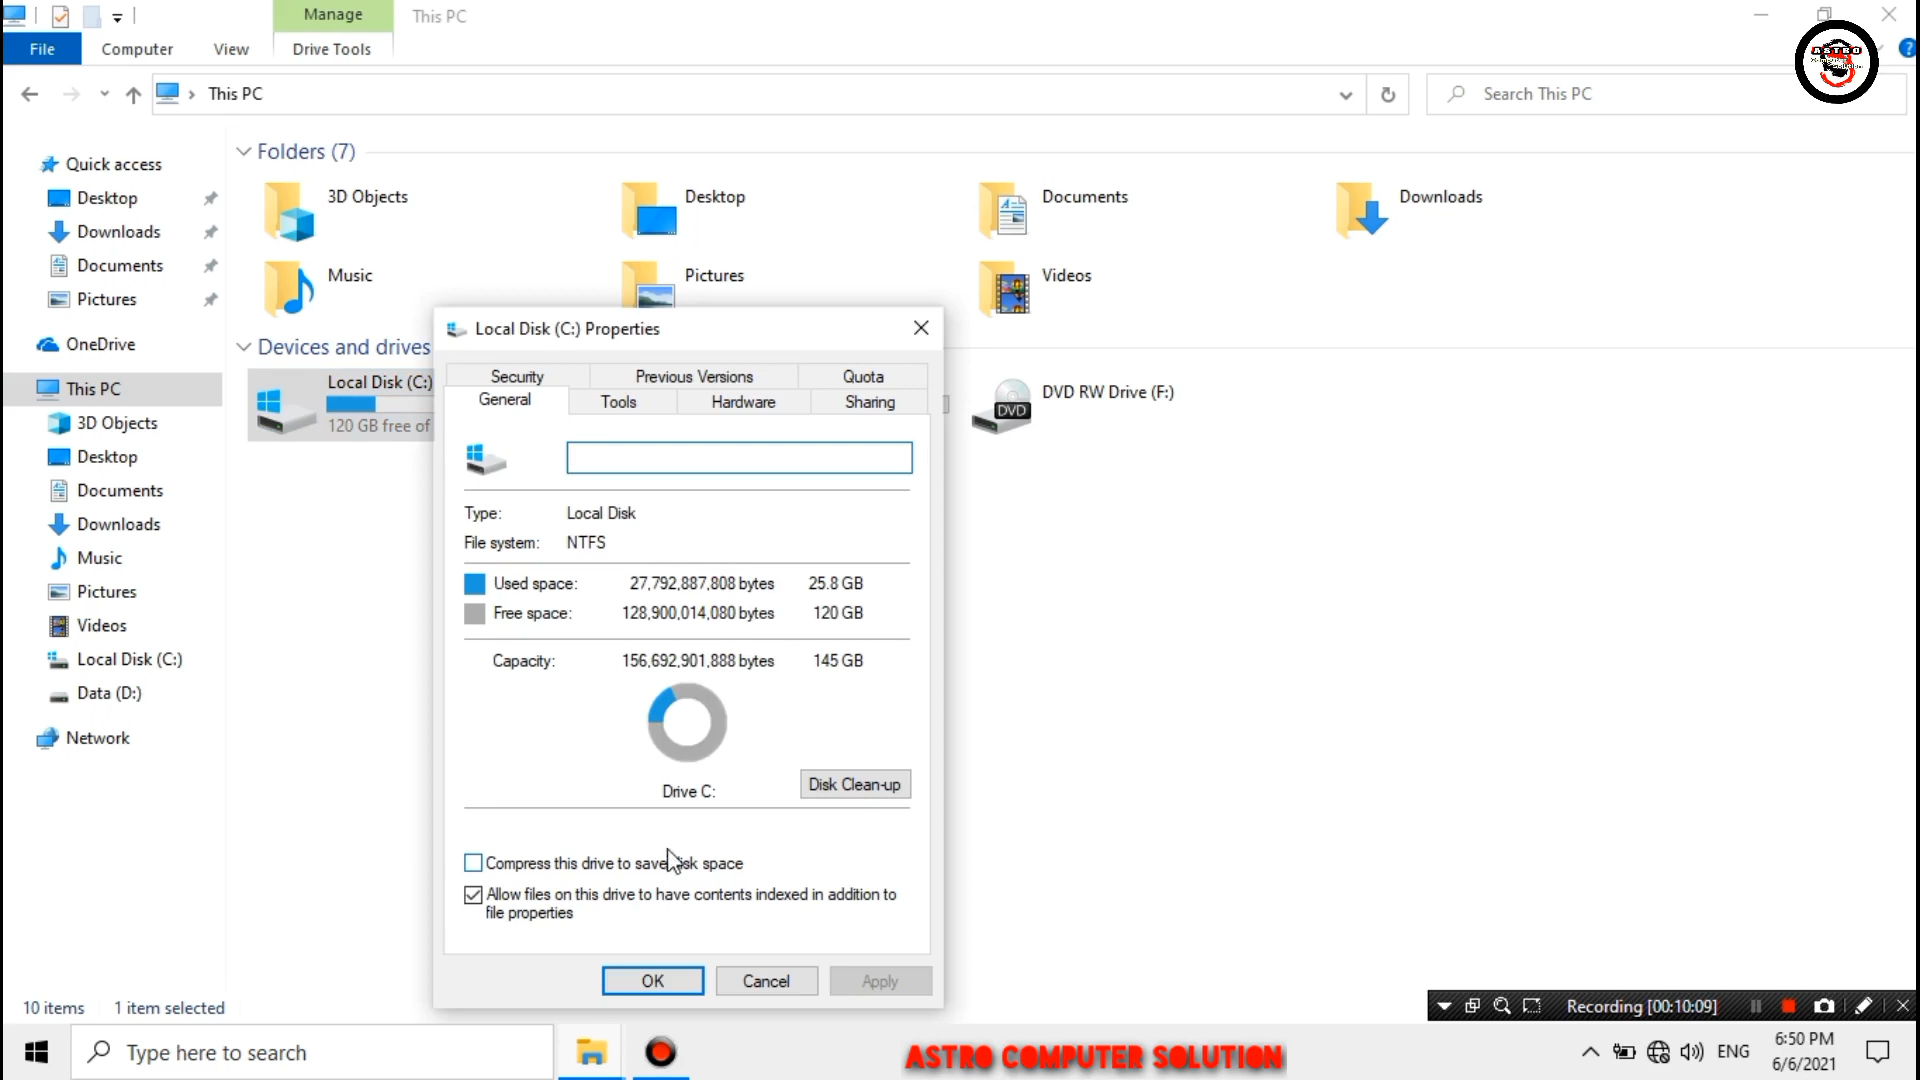 Manage
This PC
File
Computer
View
Drive Tools
This PC
Search This PC
ASTRO
Quick access
Desktop
Downloads
Documents
Pictures
OneDrive
This PC
3D Objects
Desktop
Documents
Downloads
Music
Pictures
Videos
Local Disk (C:)
Data (D:)
Network
Folders (7)
3D Objects
Desktop
Documents
Downloads
Music
Pictures
Videos
Devices and drives
Local Disk (C:)
120 GB free of
DVD
DVD RW Drive (F:)
Local Disk (C:) Properties
Security
Previous Versions
Quota
General
Tools
Hardware
Sharing
Type: Local Disk
File system: NTFS
Used space: 27,792,887,808 bytes 25.8 GB
Free space: 128,900,014,080 bytes 120 GB
Capacity: 156,692,901,888 bytes 145 GB
Drive C:
Disk Clean-up
Compress this drive to save disk space
Allow files on this drive to have contents indexed in addition to
file properties
OK
Cancel
Apply
10 items
1 item selected
Recording [00:10:09]
Type here to search
ASTRO COMPUTER SOLUTION
ENG
6:50 PM
6/6/2021